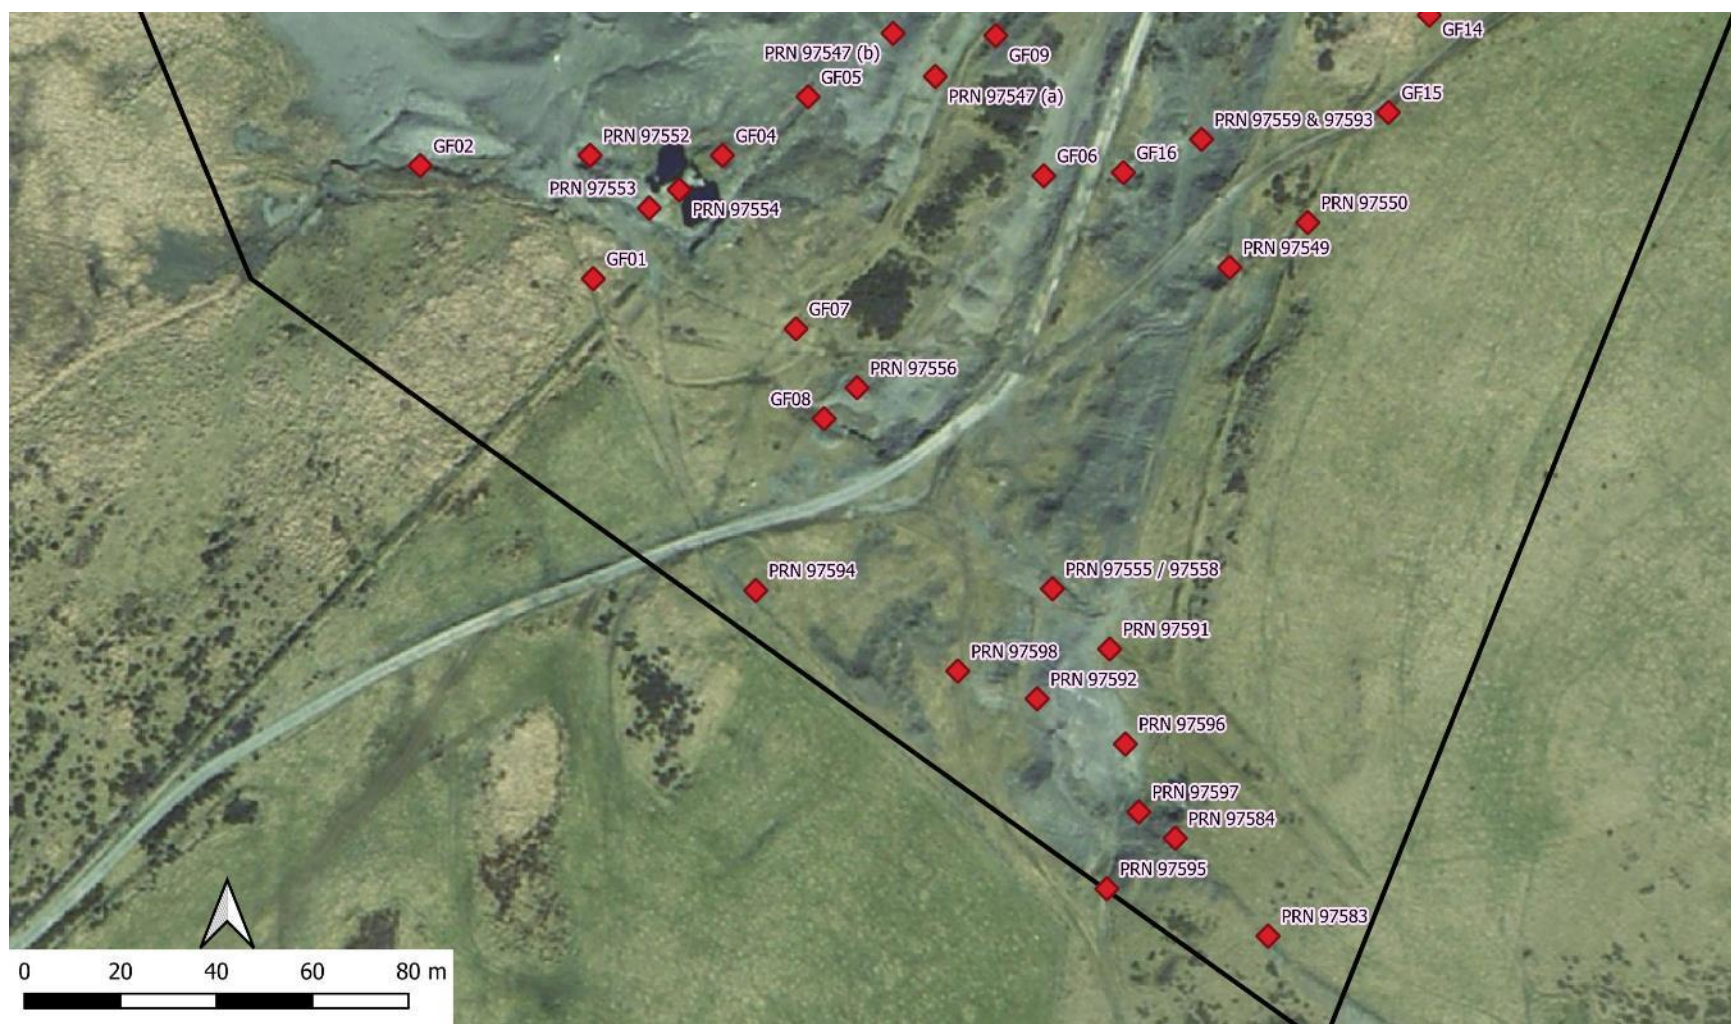 GF14
PRN 97547 (b)
GF09
GF05
PRN 97547 (a)
GF15
PRN 97559 & 97593
PRN 97552
GF04
GF02
GF06
GF16
PRN 97553
PRN 97554
PRN 97550
PRN 97549
GF01
GF07
PRN 97556
GF08
PRN 97594
PRN 97555 / 97558
PRN 97591
PRN 97598
PRN 97592
PRN 97596
PRN 97597
PRN 97584
PRN 97595
PRN 97583
0 20 40 60 80 m